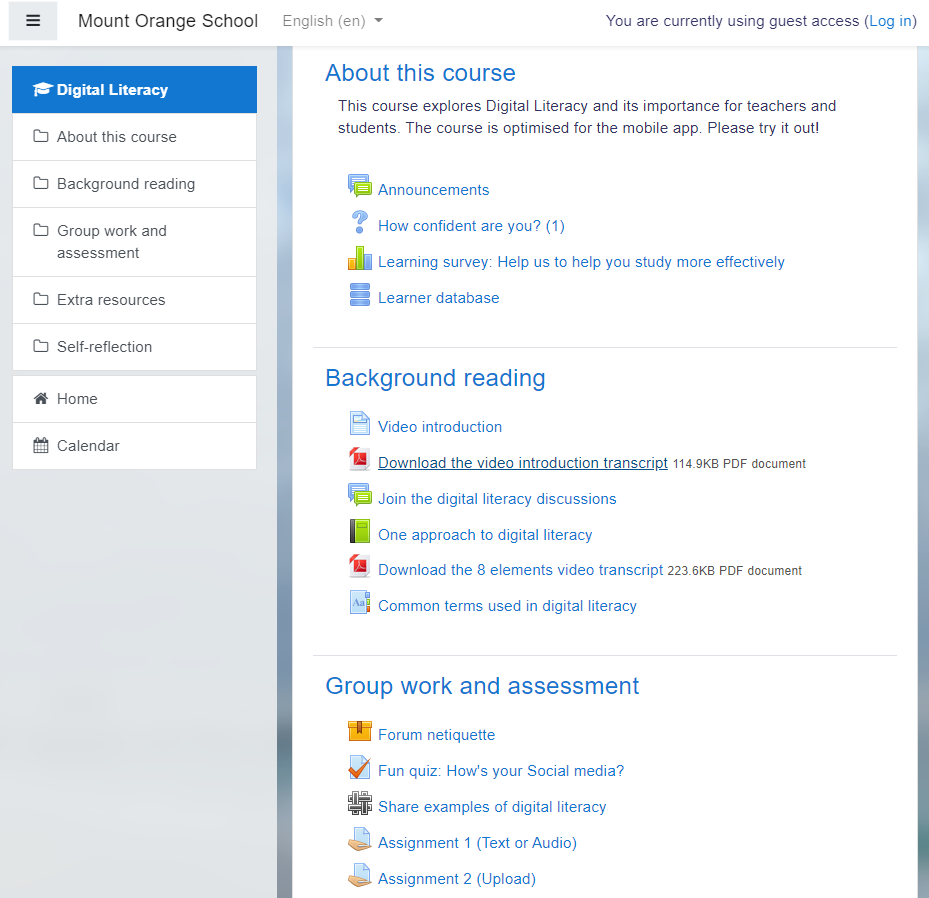 Mount Orange School English (en) You are currently using guest access (Log in)
Digital Literacy
About this course
Background reading
Group work and
assessment
Extra resources
Self-reflection
Home
Calendar
About this course
This course explores Digital Literacy and its importance for teachers and
students. The course is optimised for the mobile app. Please try it out!
Announcements
How confident are you? (1)
Learning survey: Help us to help you study more effectively
Learner database
Background reading
Video introduction
Download the video introduction transcript 114.9KB PDF document
Join the digital literacy discussions
One approach to digital literacy
Download the 8 elements video transcript 223.6KB PDF document
Aa
Common terms used in digital literacy
Group work and assessment
Forum netiquette
Fun quiz: How's your Social media?
Share examples of digital literacy
Assignment 1 (Text or Audio)
Assignment 2 (Upload)